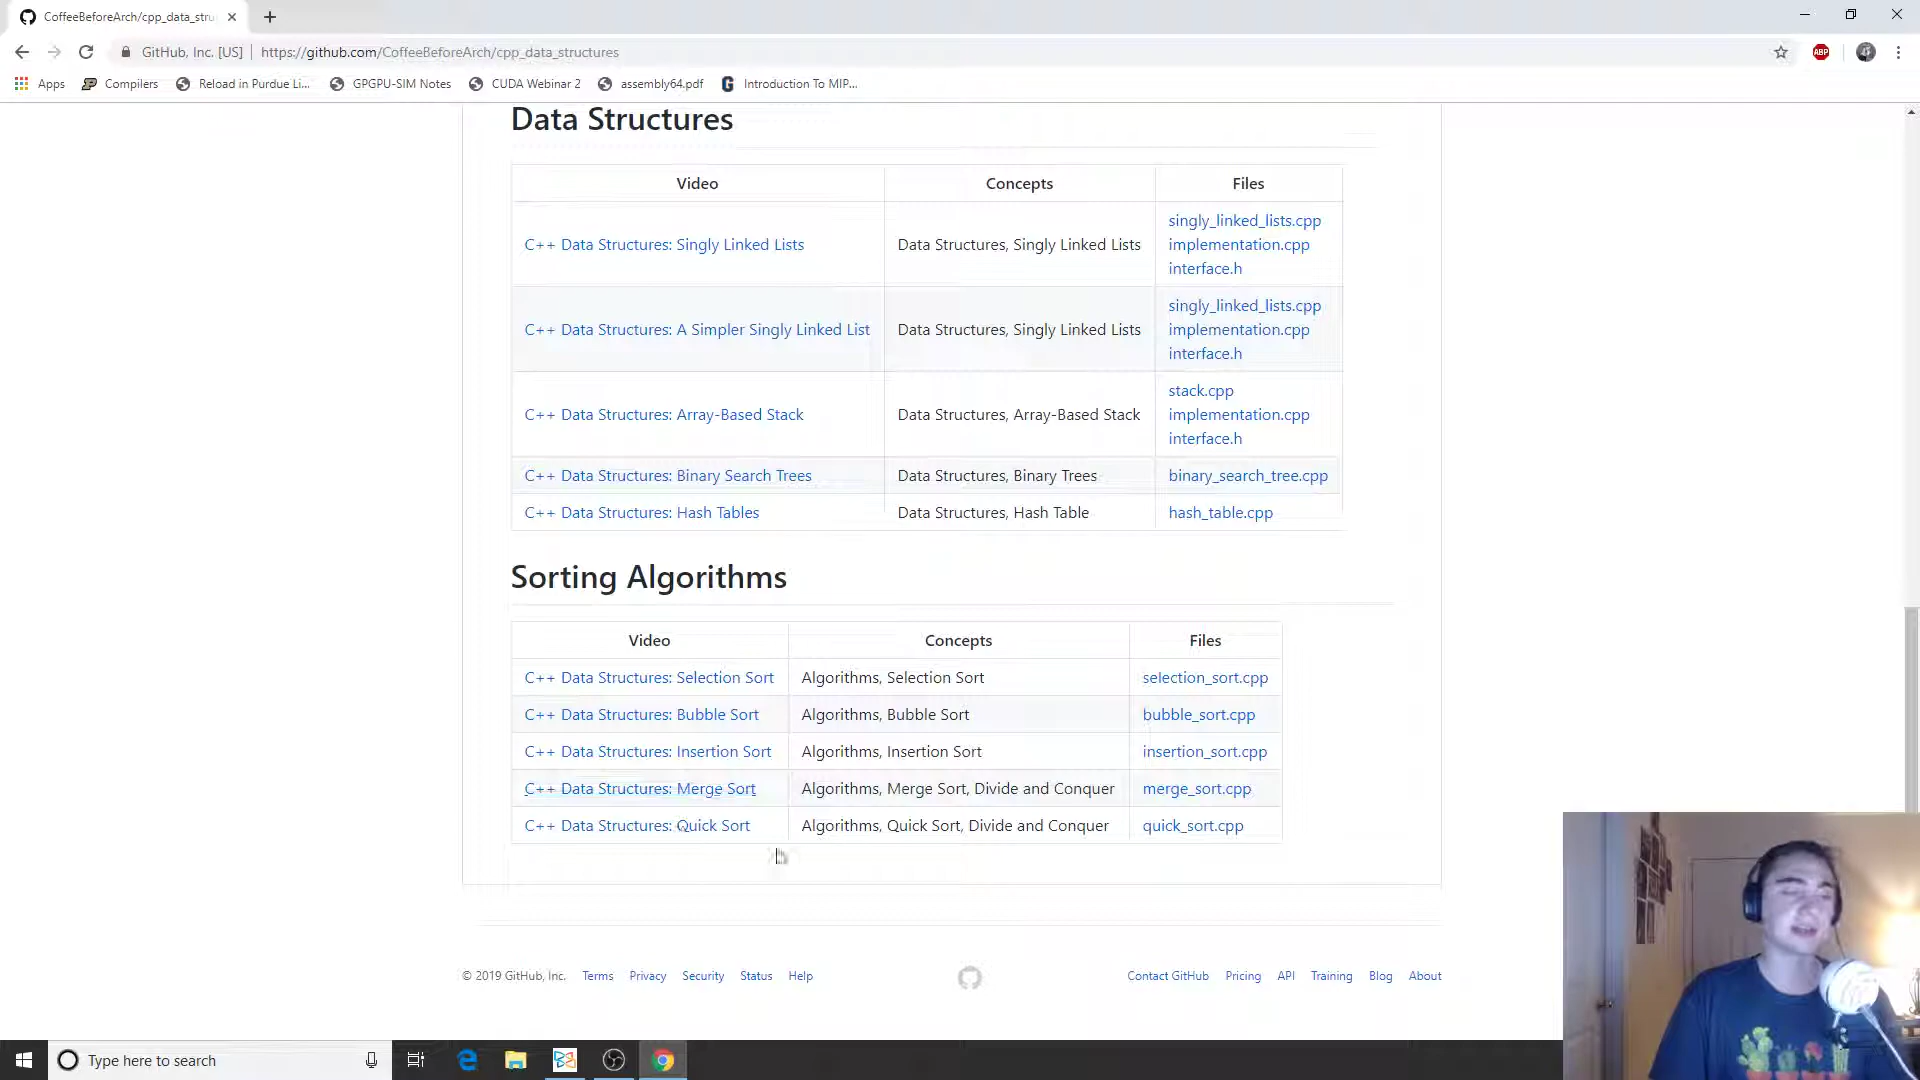 CoffeeBeforeArch/cpp_data_stru
GitHub, Inc. [US]
https://github.com/CoffeeBeforeArch/cpp_data_structures
ABP
Apps
Compilers
Reload in Purdue Li...
GPGPU-SIM Notes
CUDA Webinar 2
assembly64.pdf
Introduction To MIP...
Data Structures
Video Concepts Files
singly_linked_lists.cpp
C++ Data Structures: Singly Linked Lists Data Structures, Singly Linked Lists implementation.cpp
interface.h
singly_linked_lists.cpp
C++ Data Structures: A Simpler Singly Linked List Data Structures, Singly Linked Lists implementation.cpp
interface.h
stack.cpp
C++ Data Structures: Array-Based Stack Data Structures, Array-Based Stack implementation.cpp
interface.h
C++ Data Structures: Binary Search Trees Data Structures, Binary Trees binary_search_tree.cpp
C++ Data Structures: Hash Tables Data Structures, Hash Table hash_table.cpp
Sorting Algorithms
Video Concepts Files
C++ Data Structures: Selection Sort Algorithms, Selection Sort selection_sort.cpp
C++ Data Structures: Bubble Sort Algorithms, Bubble Sort bubble_sort.cpp
C++ Data Structures: Insertion Sort Algorithms, Insertion Sort insertion_sort.cpp
C++ Data Structures: Merge Sort Algorithms, Merge Sort, Divide and Conquer merge_sort.cpp
C++ Data Structures: Quick Sort Algorithms, Quick Sort, Divide and Conquer quick_sort.cpp
© 2019 GitHub, Inc. Terms Privacy Security Status Help Contact GitHub Pricing API Training Blog About
Type here to search